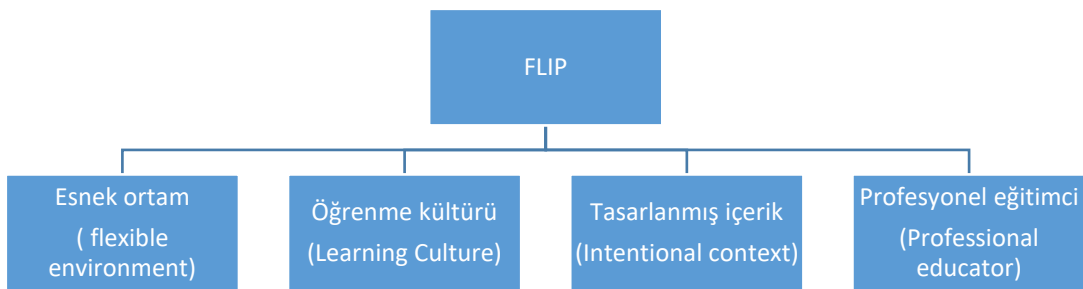 FLIP
Esnek ortam
( flexible
environment)
Öğrenme kültürü
(Learning Culture)
Tasarlanmış içerik
(Intentional context)
Profesyonel eğitimci
(Professional
educator)